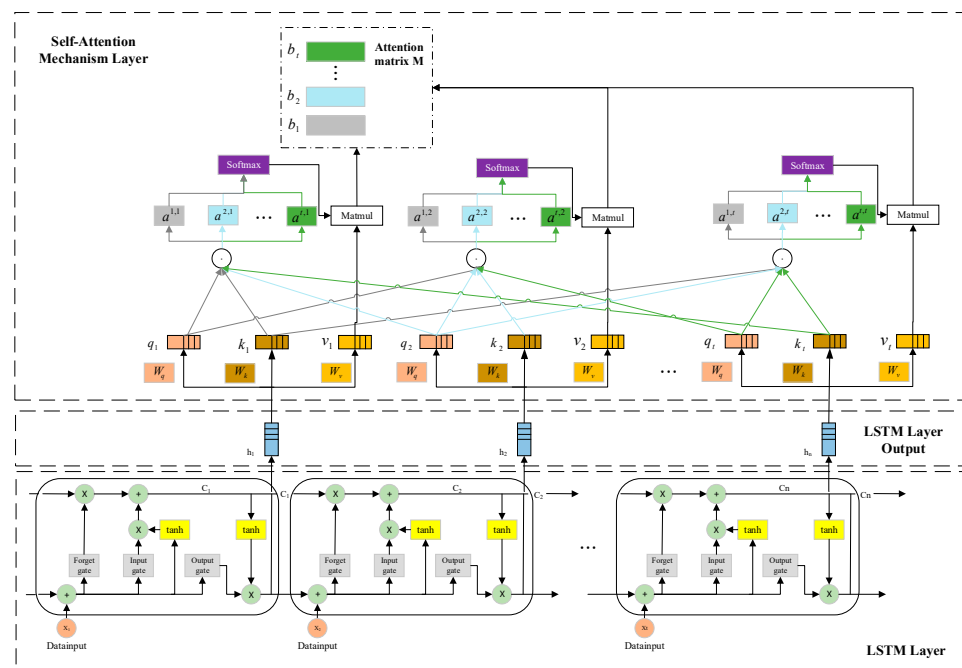 Self-Attention
Mechanism Layer
Attention
matrix M
b_t
b_2
b_1
Softmax
Softmax
Softmax
a^{1,1}
a^{2,1}
...
a^{t,1}
Matmul
a^{1,2}
a^{2,2}
...
a^{t,2}
Matmul
a^{1,t}
a^{2,t}
...
a^{t,t}
Matmul
q_1
k_1
v_1
q_2
k_2
v_2
q_t
k_t
v_t
W_q
W_k
W_v
W_q
W_k
W_v
...
W_q
W_k
W_v
h_1
h_2
h_n
LSTM Layer
Output
C_1
C_1
C_2
C_2
Cn
Cn
X
+
X
+
X
+
X
tanh
tanh
X
tanh
tanh
X
tanh
tanh
...
Forget
gate
Input
gate
Output
gate
Forget
gate
Input
gate
Output
gate
Forget
gate
Input
gate
Output
gate
+
X
+
X
+
X
Datainput
Datainput
Datainput
LSTM Layer